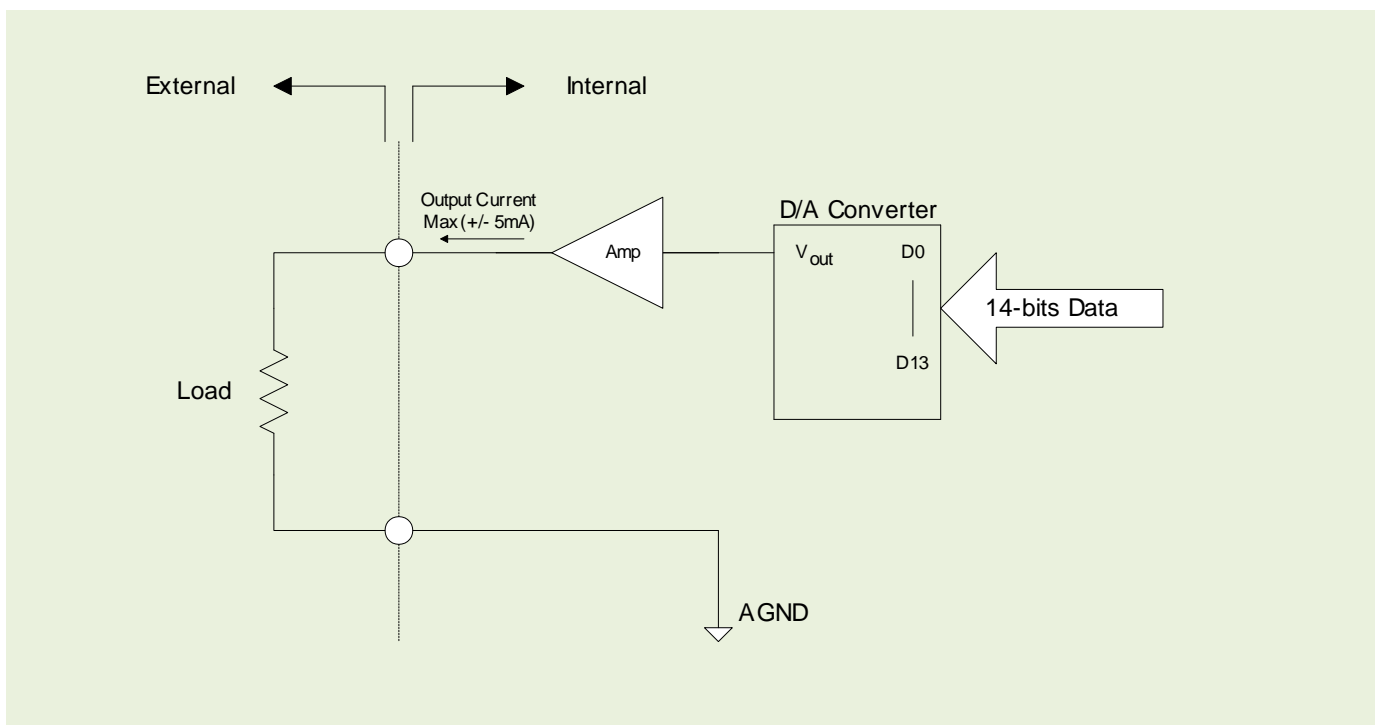 External
Internal
Output Current
Max (+/- 5mA)
D/A Converter
Amp
Vout
D0
14-bits Data
D13
Load
AGND